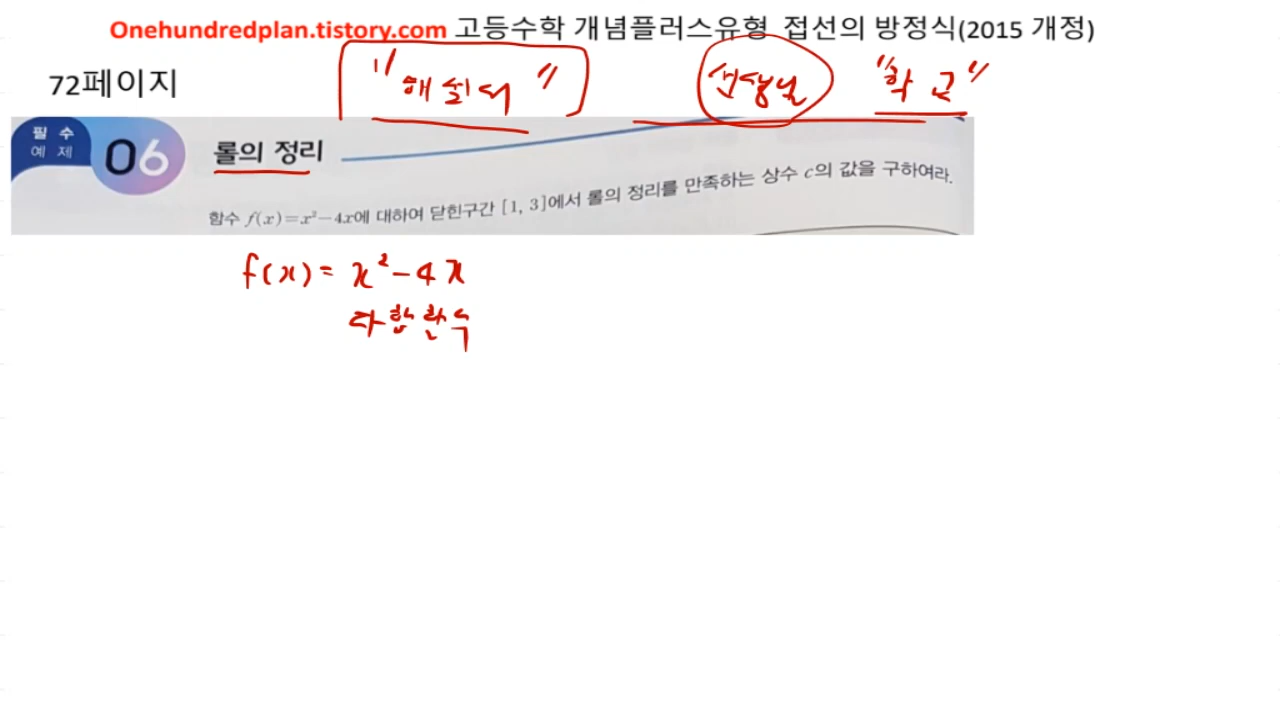 Onehundredplan.tistory.com 고등수학 개념플러스유형 접선의 방정식(2015 개정)
72페이지 "해설서" 선생님 "학교"
필수
예제 06 롤의 정리
함수 f(x)=x²-4x에 대하여 닫힌구간 [1, 3]에서 롤의 정리를 만족하는 상수 c의 값을 구하여라.
f(x) = x² - 4x
다항함수